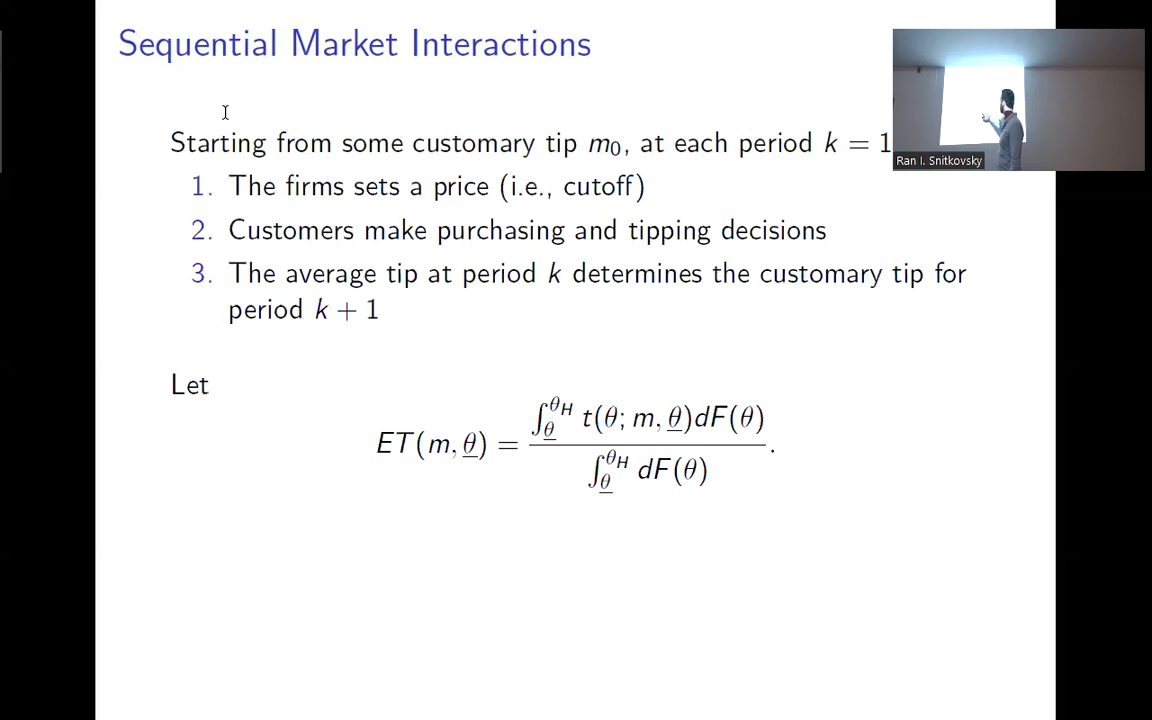 Sequential Market Interactions
Ran I. Snitkovsky
Starting from some customary tip m₀, at each period k = 1
1. The firms sets a price (i.e., cutoff)
2. Customers make purchasing and tipping decisions
3. The average tip at period k determines the customary tip for
period k + 1
Let
ET(m, θ̲) = ∫_θ̲^θ_H t(θ; m, θ̲)dF(θ) / ∫_θ̲^θ_H dF(θ).